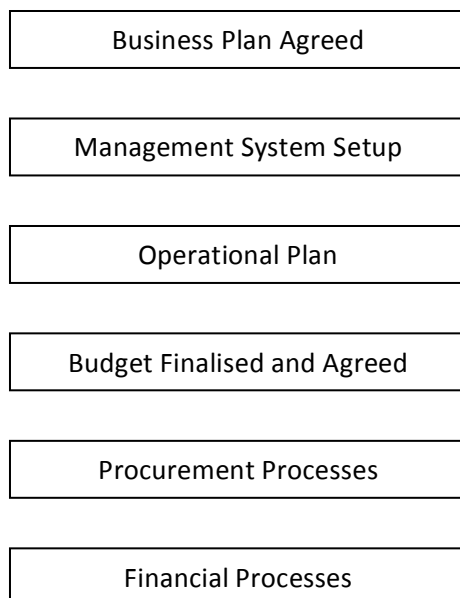 Business Plan Agreed
Management System Setup
Operational Plan
Budget Finalised and Agreed
Procurement Processes
Financial Processes